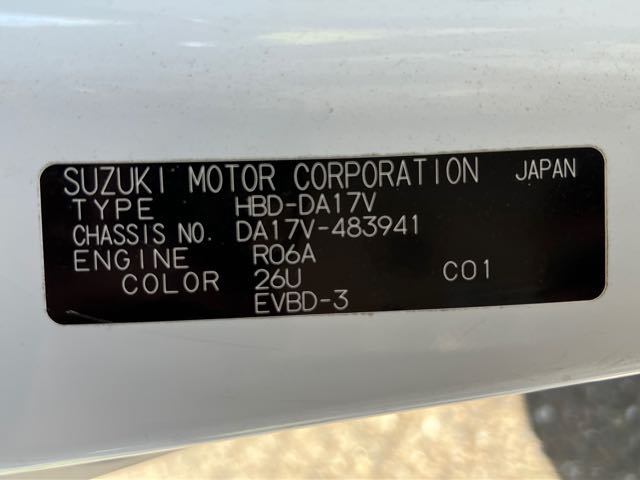 SUZUKI MOTOR CORPORATION JAPAN
TYPE HBD-DA17V
CHASSIS NO. DA17V-483941
ENGINE R06A
COLOR 26U C01
EVBD-3